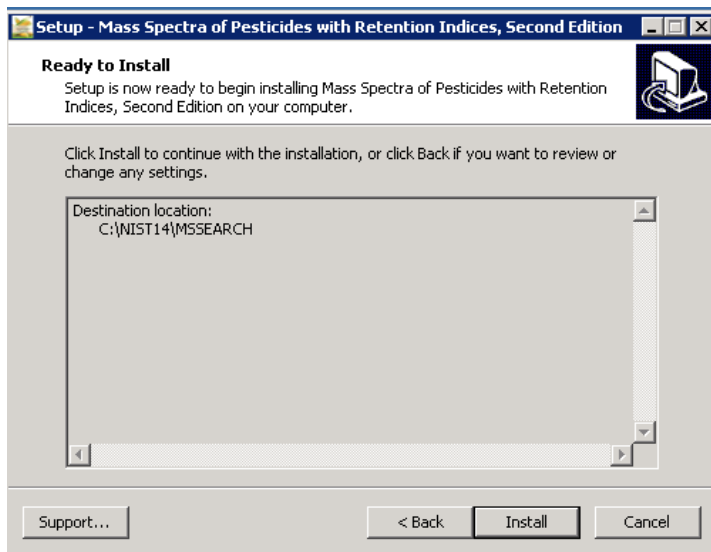 Setup - Mass Spectra of Pesticides with Retention Indices, Second Edition
Ready to Install
Setup is now ready to begin installing Mass Spectra of Pesticides with Retention
Indices, Second Edition on your computer.
Click Install to continue with the installation, or click Back if you want to review or
change any settings.
Destination location:
C:\NIST14\MSSEARCH
Support... < Back Install Cancel